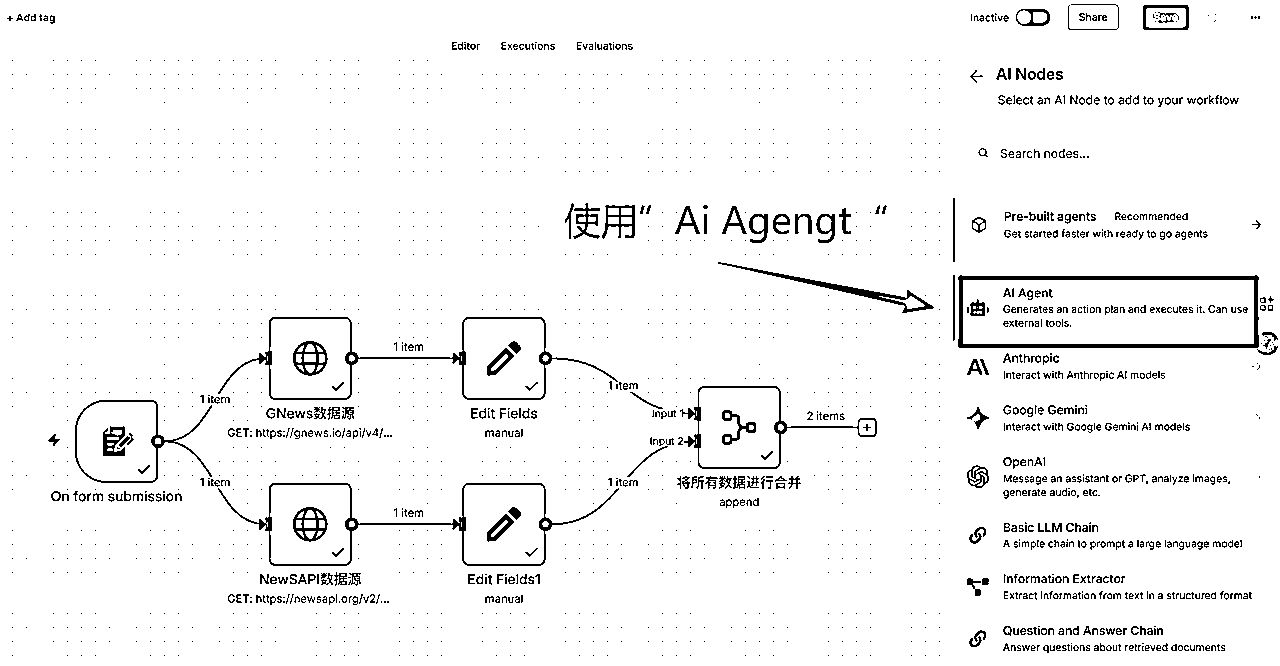 + Add tag
Inactive
Share
Save
Editor
Executions
Evaluations
AI Nodes
Select an AI Node to add to your workflow
Search nodes...
使用” Ai Agengt “
Pre-built agents Recommended
Get started faster with ready to go agents
AI Agent
Generates an action plan and executes it. Can use
external tools.
Anthropic
Interact with Anthropic AI models
Google Gemini
Interact with Google Gemini AI models
OpenAI
Message an assistant or GPT, analyze images,
generate audio, etc.
Basic LLM Chain
A simple chain to prompt a large language model
Information Extractor
Extract information from text in a structured format
Question and Answer Chain
Answer questions about retrieved documents
On form submission
1 item
1 item
GNews数据源
GET: https://gnews.io/api/v4/...
1 item
Edit Fields
manual
1 item
NewSAPI数据源
GET: https://newsapi.org/v2/...
1 item
Edit Fields1
manual
1 item
Input 1
Input 2
将所有数据进行合并
append
2 items